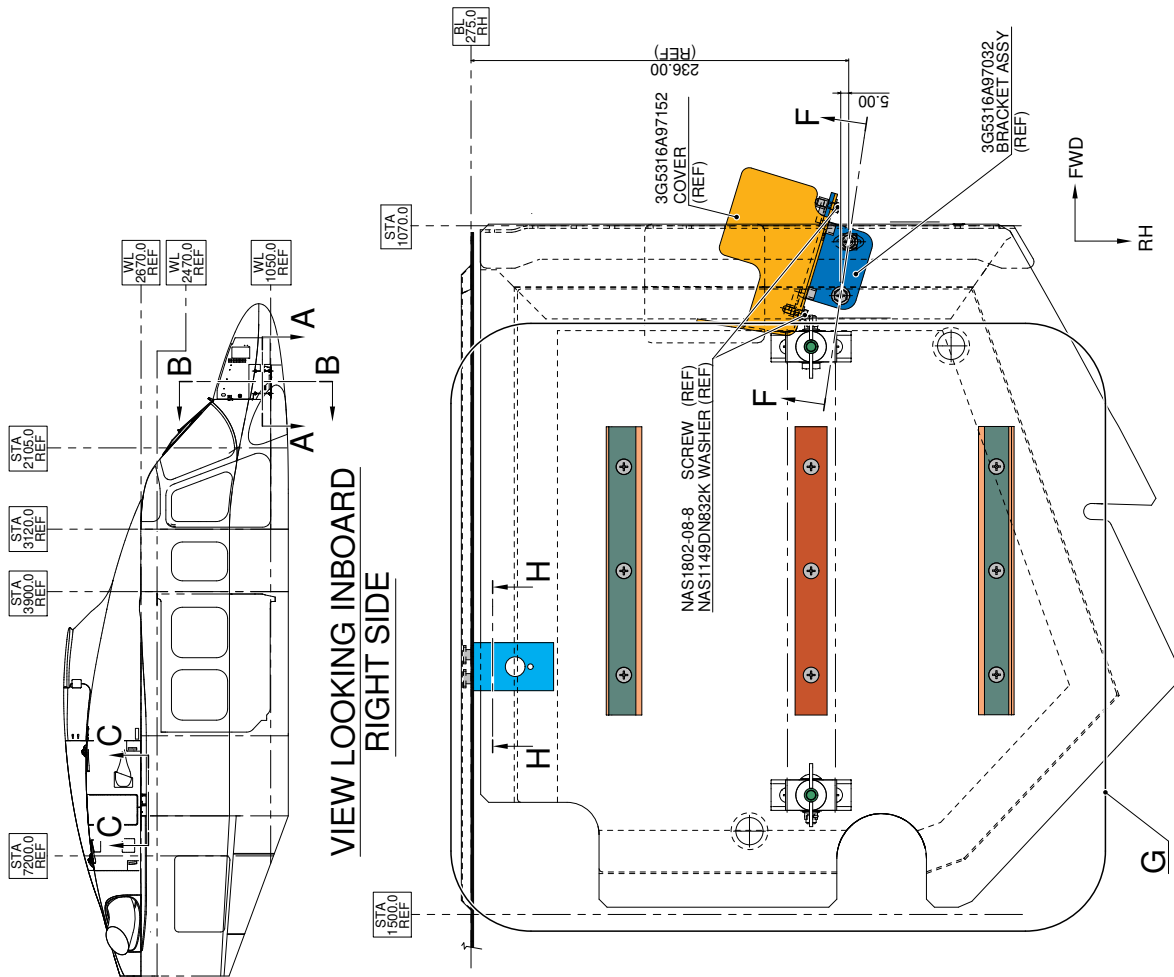 STA
2105.0
REF
STA
3120.0
REF
STA
3900.0
REF
STA
7200.0
REF
WL
2670.0
REF
WL
2470.0
REF
WL
1050.0
REF
A
A
B
B
C
C
VIEW LOOKING INBOARD
RIGHT SIDE
BL
275.0
RH
STA
1070.0
STA
1500.0
REF
236.00
(REF)
5.00
3G5316A97152
COVER
(REF)
3G5316A97032
BRACKET ASSY
(REF)
NAS1802-08-8 SCREW (REF)
NAS1149DN832K WASHER (REF)
F
F
H
H
G
FWD
RH